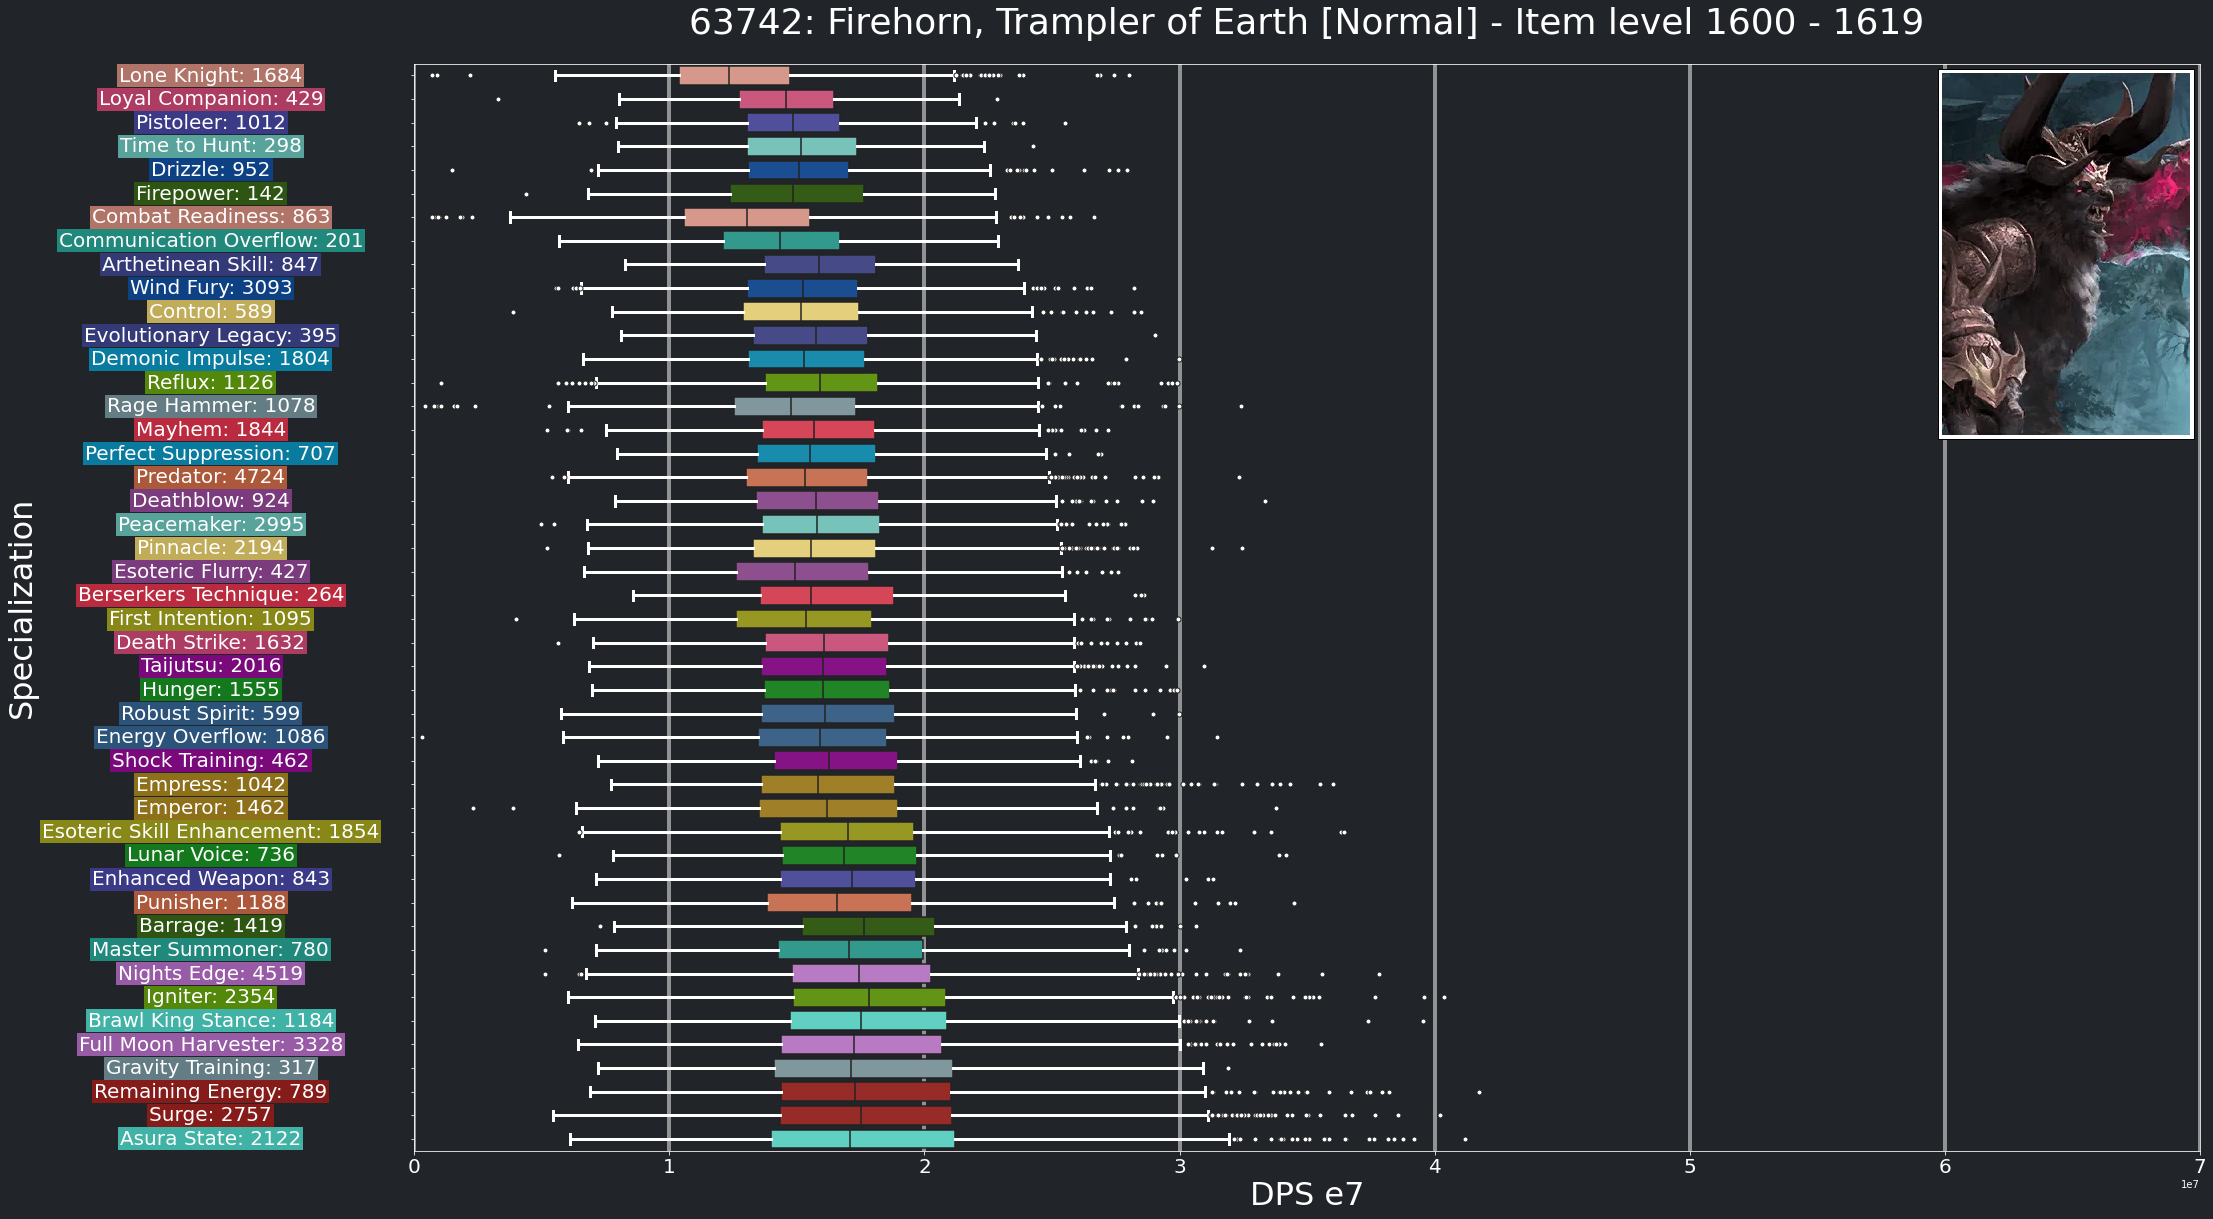 63742: Firehorn, Trampler of Earth [Normal] - Item level 1600 - 1619
Specialization
Lone Knight: 1684
Loyal Companion: 429
Pistoleer: 1012
Time to Hunt: 298
Drizzle: 952
Firepower: 142
Combat Readiness: 863
Communication Overflow: 201
Arthetinean Skill: 847
Wind Fury: 3093
Control: 589
Evolutionary Legacy: 395
Demonic Impulse: 1804
Reflux: 1126
Rage Hammer: 1078
Mayhem: 1844
Perfect Suppression: 707
Predator: 4724
Deathblow: 924
Peacemaker: 2995
Pinnacle: 2194
Esoteric Flurry: 427
Berserkers Technique: 264
First Intention: 1095
Death Strike: 1632
Taijutsu: 2016
Hunger: 1555
Robust Spirit: 599
Energy Overflow: 1086
Shock Training: 462
Empress: 1042
Emperor: 1462
Esoteric Skill Enhancement: 1854
Lunar Voice: 736
Enhanced Weapon: 843
Punisher: 1188
Barrage: 1419
Master Summoner: 780
Nights Edge: 4519
Igniter: 2354
Brawl King Stance: 1184
Full Moon Harvester: 3328
Gravity Training: 317
Remaining Energy: 789
Surge: 2757
Asura State: 2122
0 1 2 3 4 5 6 7
1e7
DPS e7